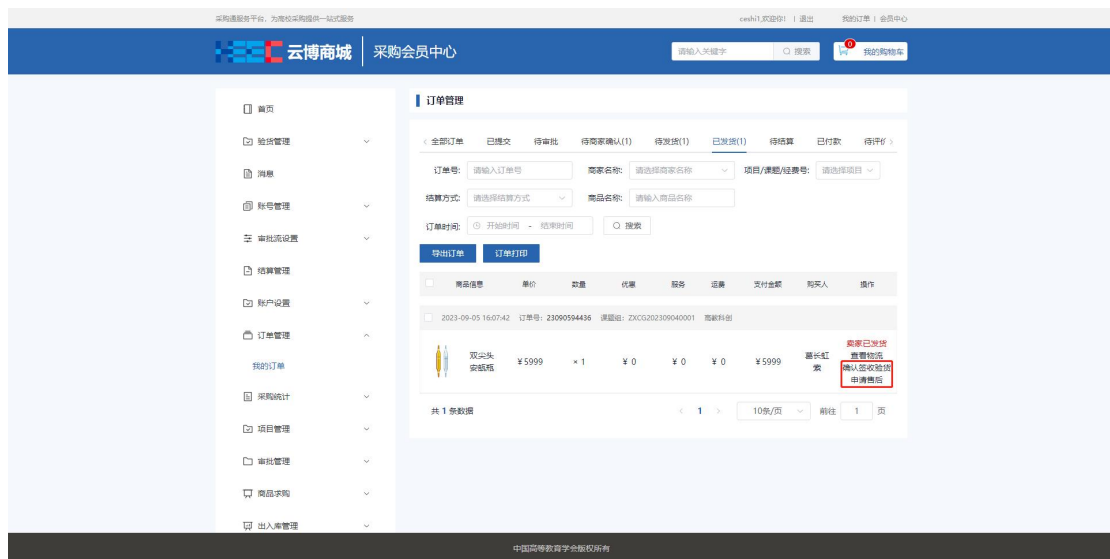 采购通服务平台，为高校采购提供一站式服务
ceshi1,欢迎你! | 退出 我的订单 | 会员中心
HEEC 云博商城 采购会员中心
请输入关键字 搜索 0 我的购物车
首页
验货管理
消息
账号管理
审批流设置
结算管理
账户设置
订单管理
我的订单
采购统计
项目管理
审批管理
商品求购
出入库管理
订单管理
全部订单 已提交 待审批 待商家确认(1) 待发货(1) 已发货(1) 待结算 已付款 待评价
订单号: 请输入订单号 商家名称: 请选择商家名称 项目/课题/经费号: 请选择项目
结算方式: 请选择结算方式 商品名称: 请输入商品名称
订单时间: 开始时间 - 结束时间 搜索
导出订单 订单打印
商品信息 单价 数量 优惠 服务 运费 支付金额 购买人 操作
2023-09-05 16:07:42 订单号: 23090594436 课题组: ZXCG202309040001 高教科创
双尖头安瓿瓶 ¥5999 ×1 ¥0 ¥0 ¥0 ¥5999 葛长虹 卖家已发货
查看物流
确认签收验货
申请售后
共 1 条数据 < 1 > 10条/页 前往 1 页
中国高等教育学会版权所有